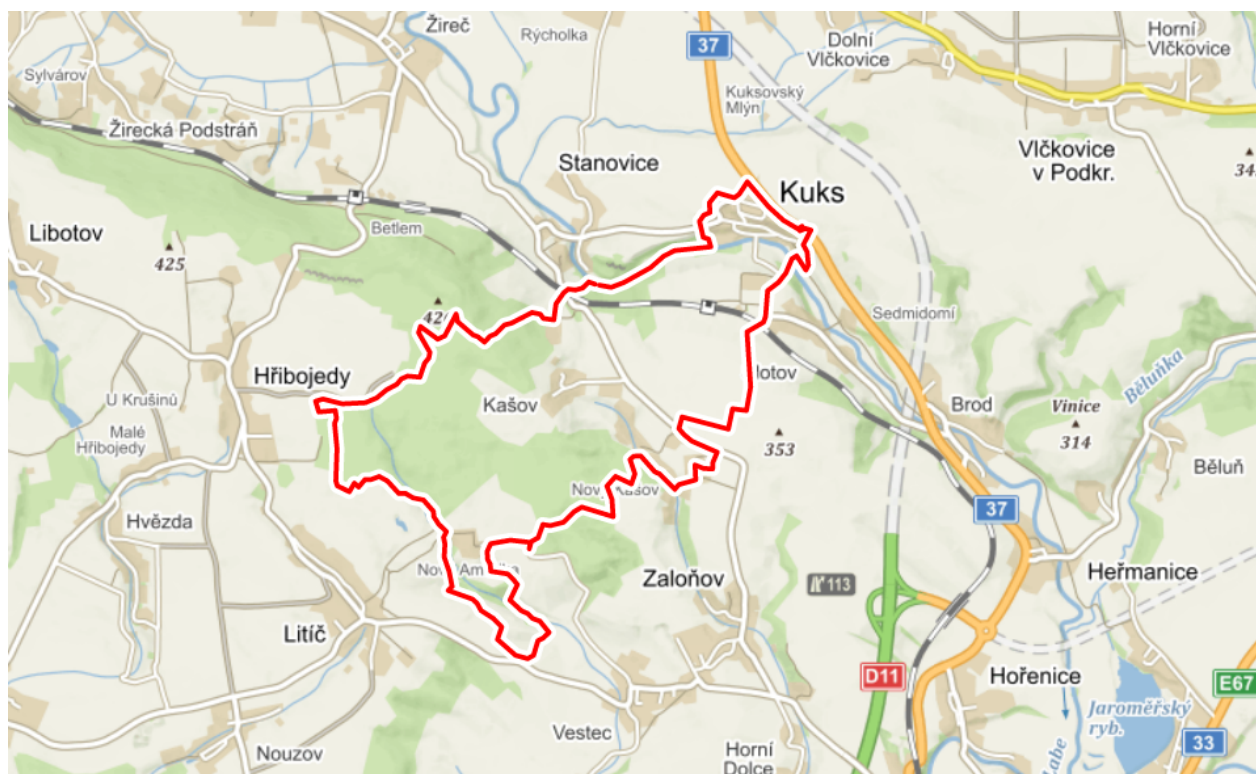 Žireč
Rýcholka
37
Dolní
Vlčkovice
Horní
Vlčkovice
Sylvárov
Kuksovský
Mlýn
Žirecká Podstráň
Stanovice
Vlčkovice
v Podkr.
Kuks
Libotov
425
Betlem
Sedmidomí
Hřibojedy
U Krušinů
Malé
Hřibojedy
Kašov
353
Brod
Vinice
314
Běluňka
Běluň
Hvězda
37
Zaloňov
113
Heřmanice
Litíč
D11
Hořenice
E67
Jaroměřský
ryb.
33
Vestec
Nouzov
Horní
Dolce
Labe